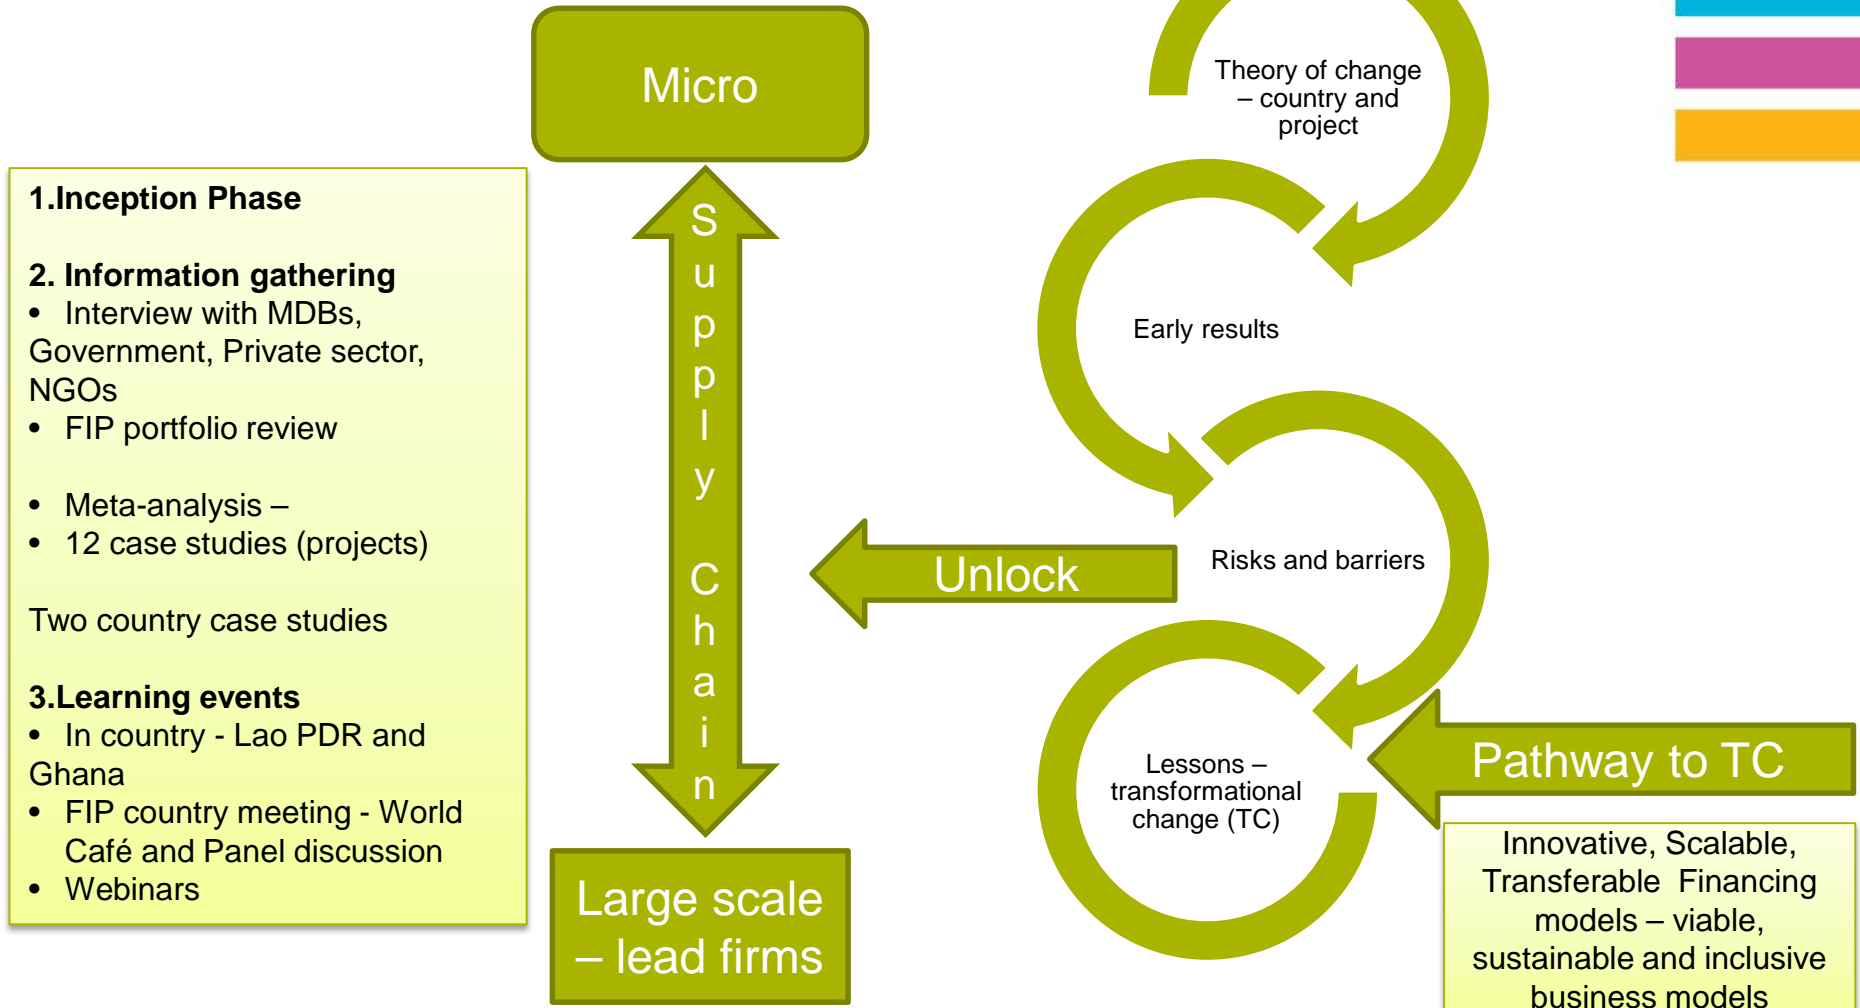 Micro
1.Inception Phase
2. Information gathering
• Interview with MDBs,
Government, Private sector,
NGOs
• FIP portfolio review
• Meta-analysis –
• 12 case studies (projects)
Two country case studies
3.Learning events
• In country - Lao PDR and
Ghana
• FIP country meeting - World
Café and Panel discussion
• Webinars
Supply Chain
Large scale
– lead firms
Theory of change
– country and
project
Early results
Risks and barriers
Unlock
Lessons –
transformational
change (TC)
Pathway to TC
Innovative, Scalable,
Transferable Financing
models – viable,
sustainable and inclusive
business models